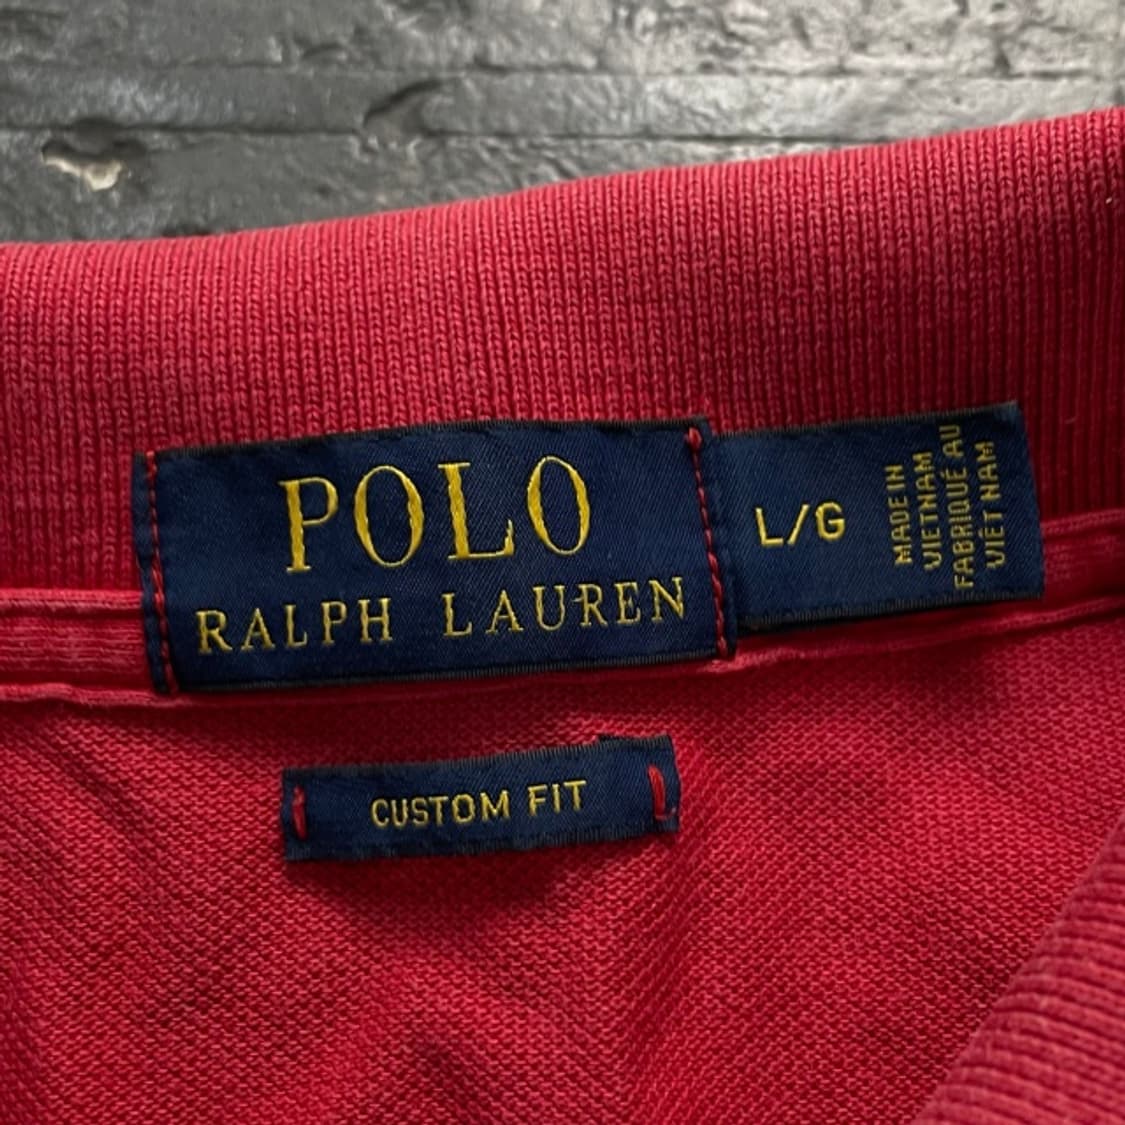 POLO
RALPH LAUREN
L/G
MADE IN
VIETNAM
FABRIQUÉ AU
VIET NAM
CUSTOM FIT